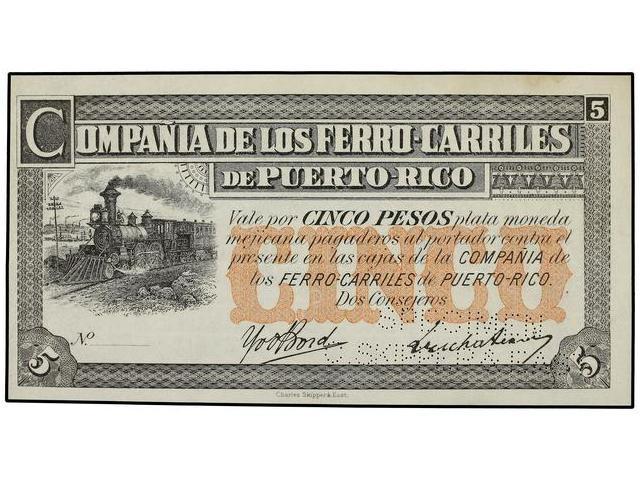 5
COMPAÑIA DE LOS FERRO-CARRILES
DE PUERTO-RICO
Vale por CINCO PESOS plata moneda
mejicana pagaderos al portador contra el
presente en las cajas de la COMPAÑIA de
los FERRO-CARRILES de PUERTO-RICO.
CINCO
Dos Consejeros
Nº
5
5
Charles Skipper & East.